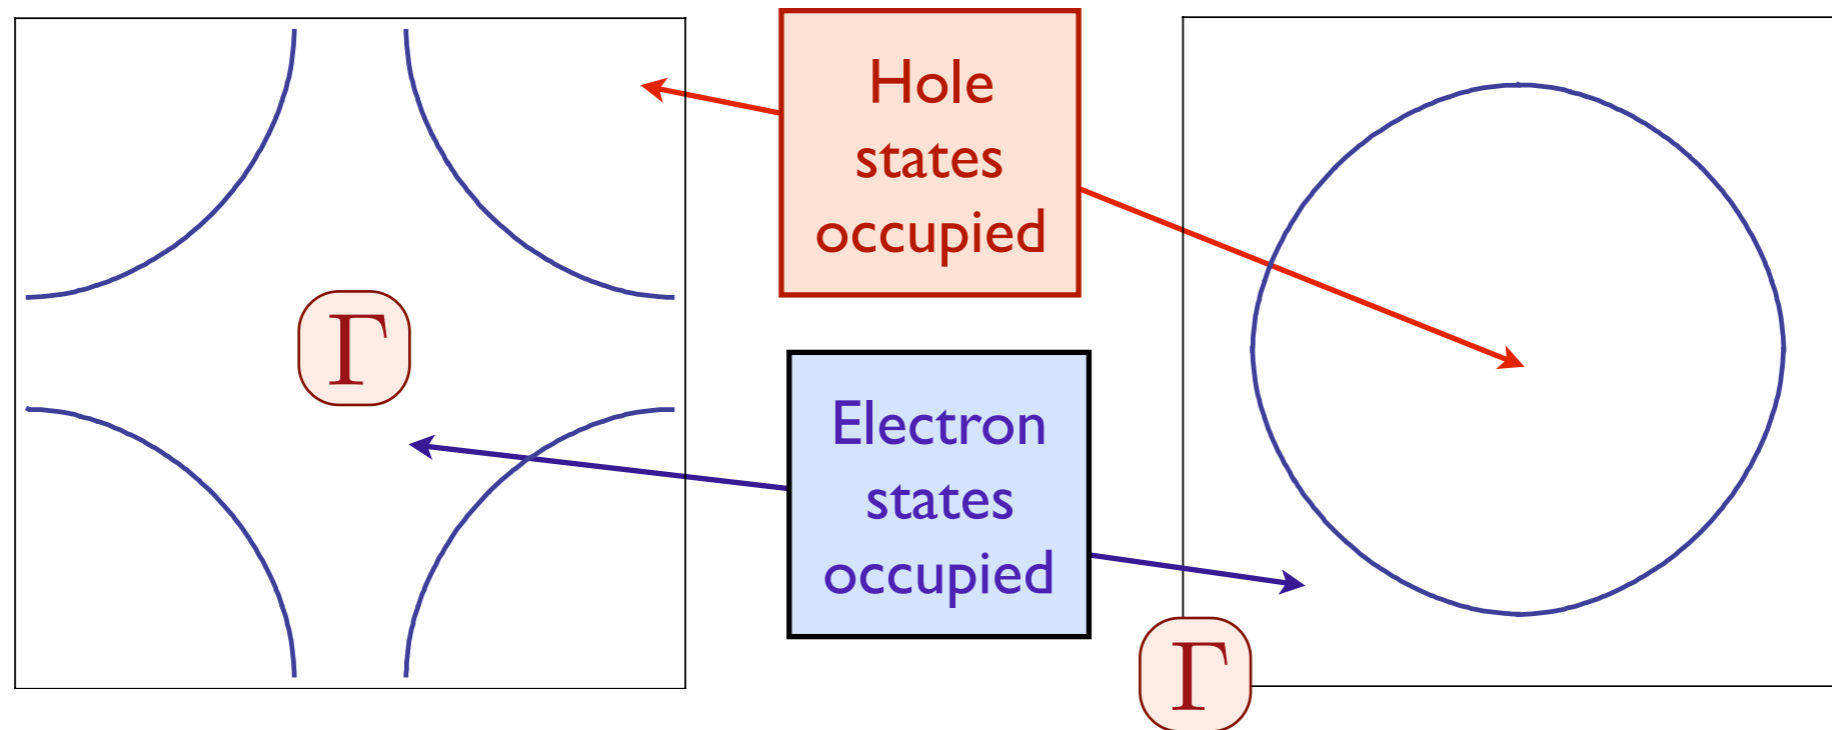 Hole
states
occupied
Γ
Electron
states
occupied
Γ